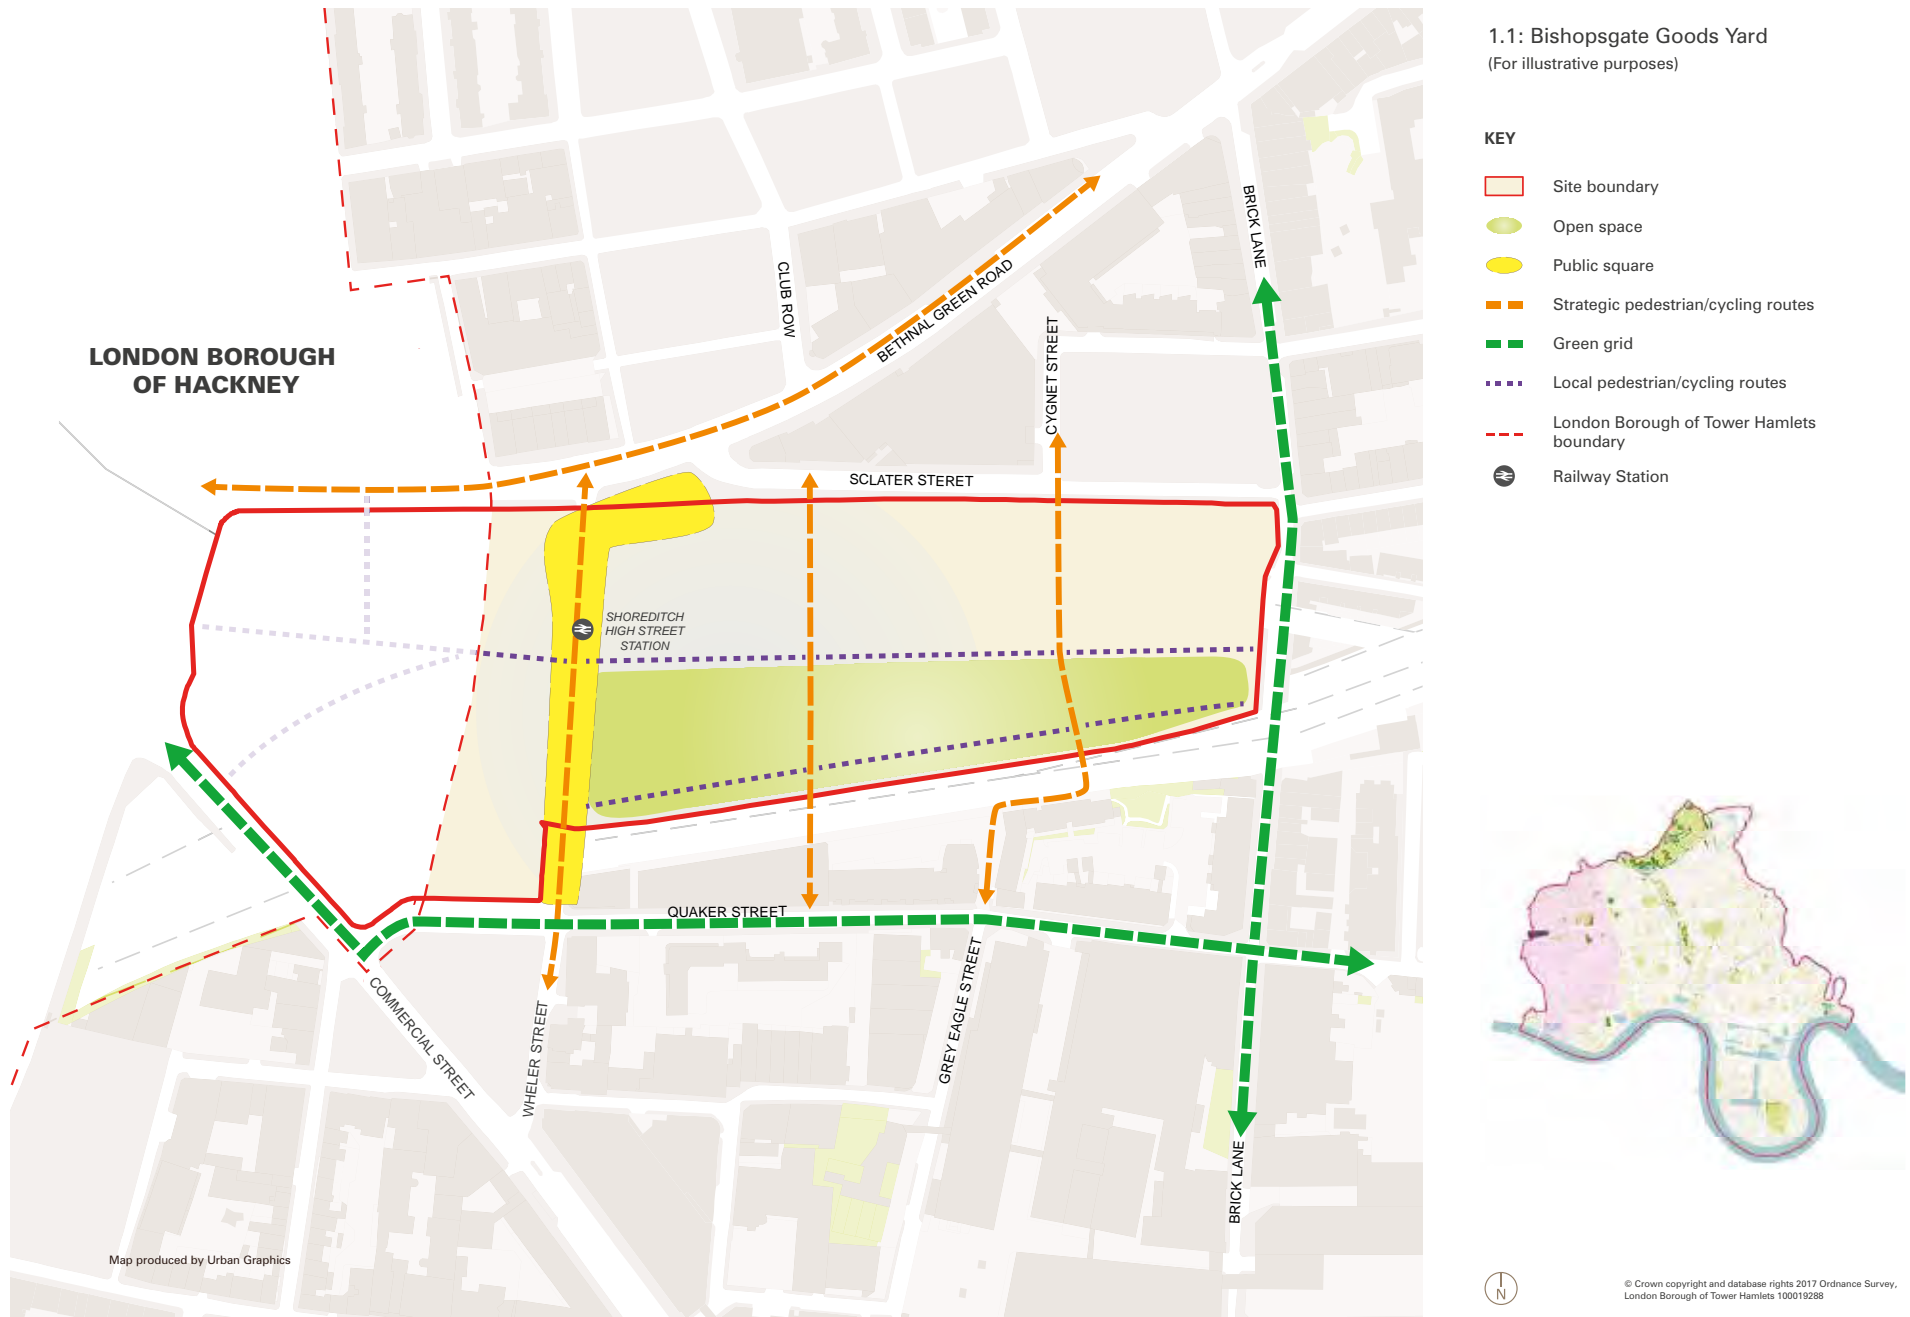 1.1: Bishopsgate Goods Yard
(For illustrative purposes)
KEY
Site boundary
Open space
Public square
Strategic pedestrian/cycling routes
Green grid
Local pedestrian/cycling routes
London Borough of Tower Hamlets
boundary
Railway Station
LONDON BOROUGH
OF HACKNEY
BRICK LANE
CLUB ROW
BETHNAL GREEN ROAD
CYGNET STREET
SCLATER STERET
SHOREDITCH
HIGH STREET
STATION
QUAKER STREET
COMMERCIAL STREET
WHELER STREET
GREY EAGLE STREET
BRICK LANE
Map produced by Urban Graphics
N
© Crown copyright and database rights 2017 Ordnance Survey,
London Borough of Tower Hamlets 100019288